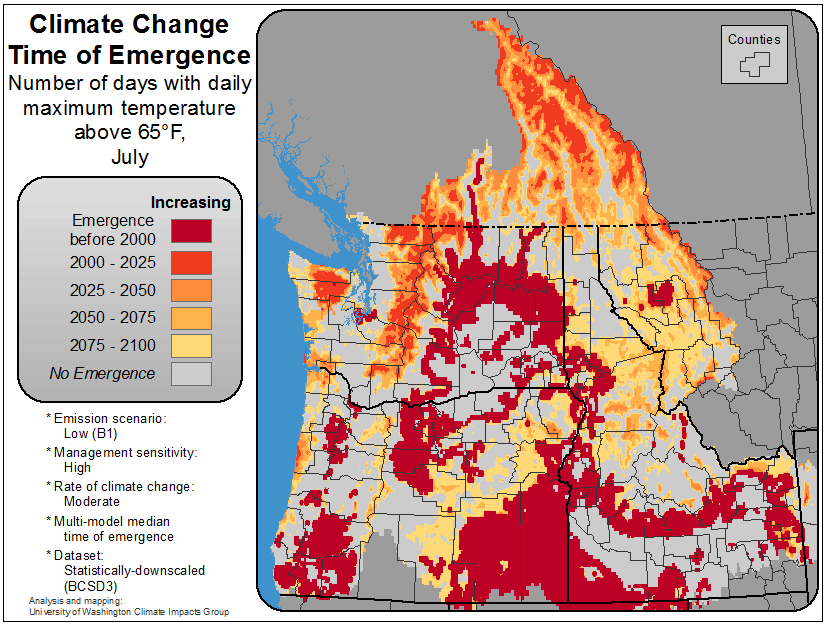 Climate Change
Time of Emergence
Number of days with daily
maximum temperature
above 65°F,
July
Counties
Increasing
Emergence
before 2000
2000 - 2025
2025 - 2050
2050 - 2075
2075 - 2100
No Emergence
* Emission scenario:
Low (B1)
* Management sensitivity:
High
* Rate of climate change:
Moderate
* Multi-model median
time of emergence
* Dataset:
Statistically-downscaled
(BCSD3)
Analysis and mapping:
University of Washington Climate Impacts Group